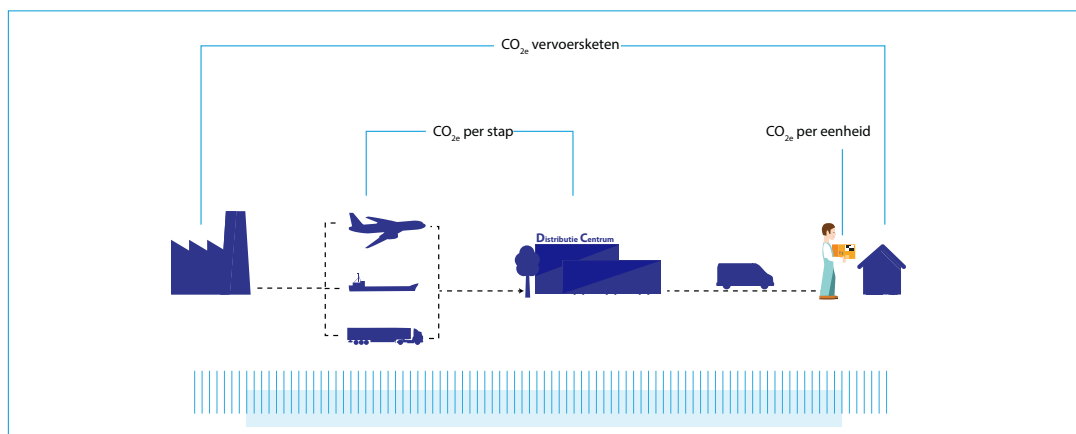 CO2e vervoersketen
CO2e per stap
CO2e per eenheid
Distributie Centrum